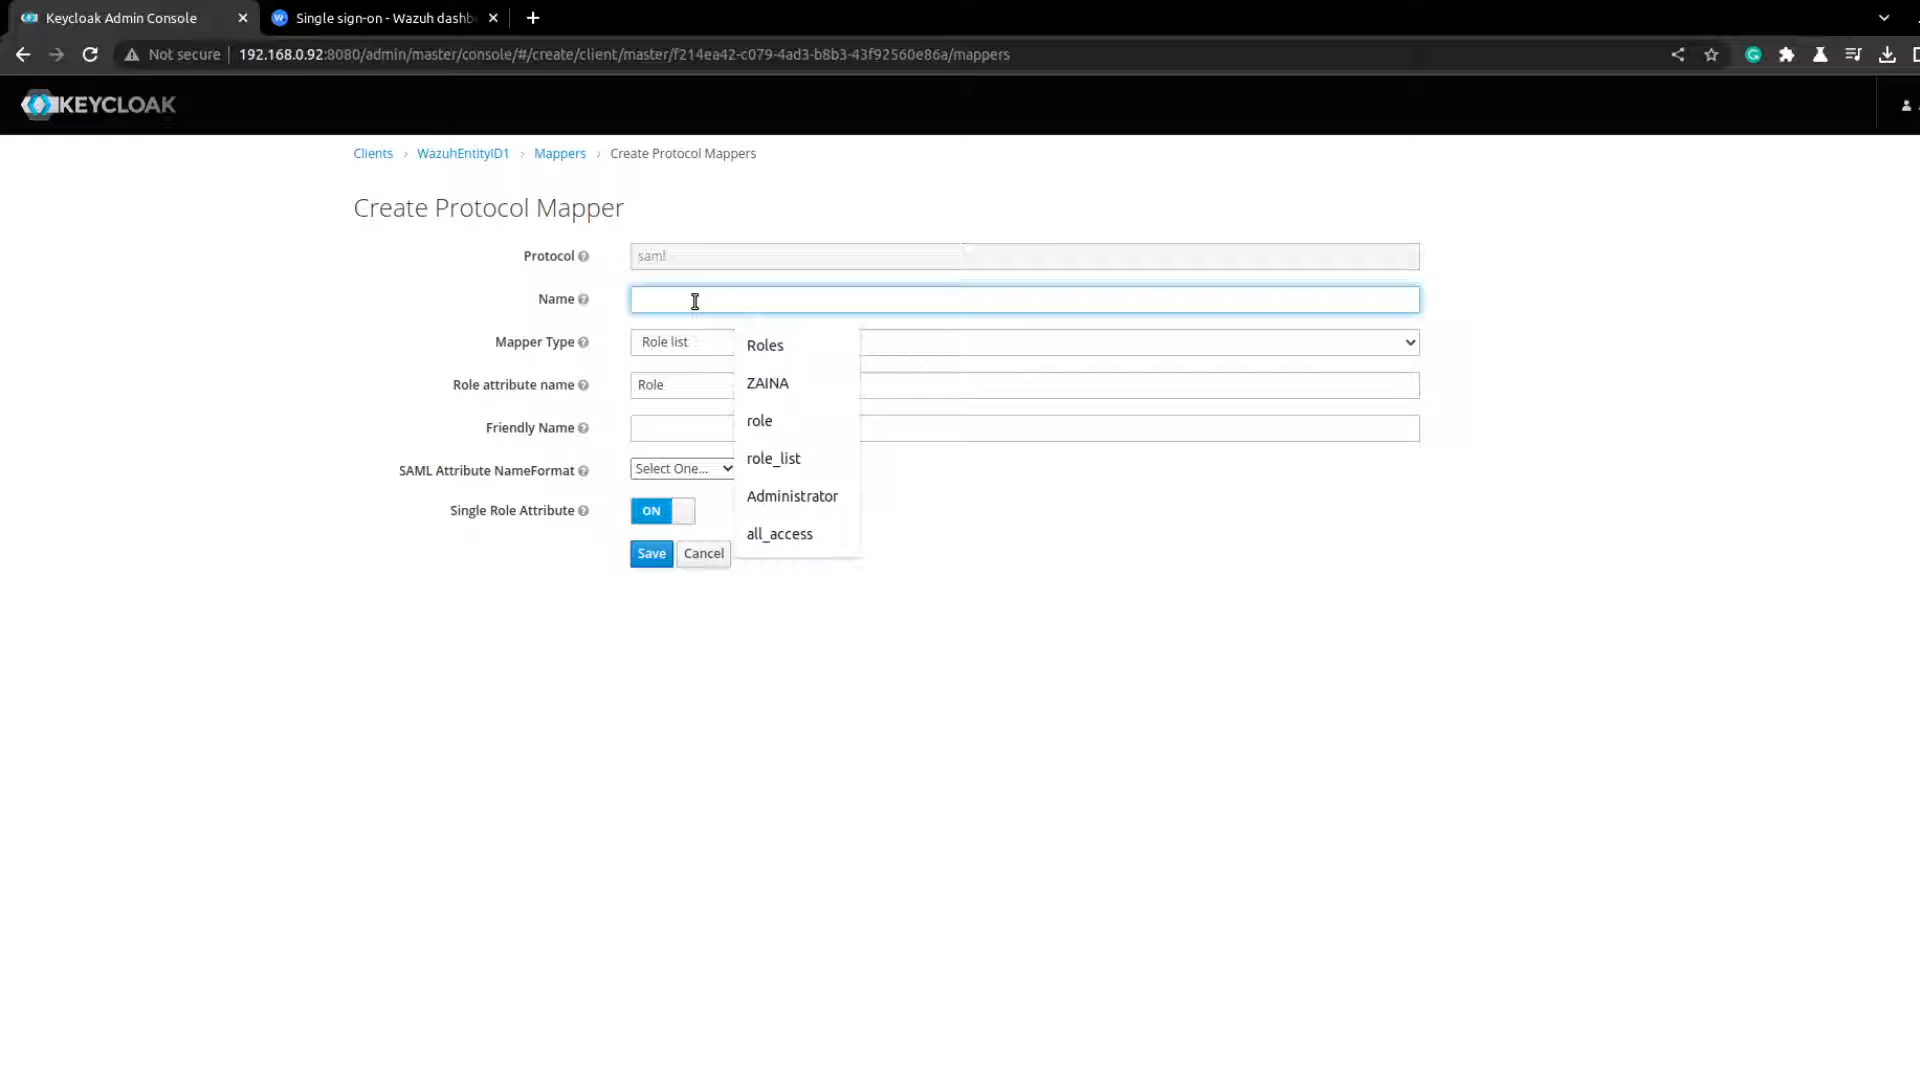 Keycloak Admin Console
Single sign-on - Wazuh dashb
Not secure
192.168.0.92:8080/admin/master/console/#/create/client/master/f214ea42-c079-4ad3-b8b3-43f92560e86a/mappers
KEYCLOAK
Clients > WazuhEntityID1 > Mappers > Create Protocol Mappers
Create Protocol Mapper
Protocol
saml
Name
Mapper Type
Role list
Role attribute name
Role
Friendly Name
SAML Attribute NameFormat
Select One...
Single Role Attribute
ON
Save
Cancel
Roles
ZAINA
role
role_list
Administrator
all_access